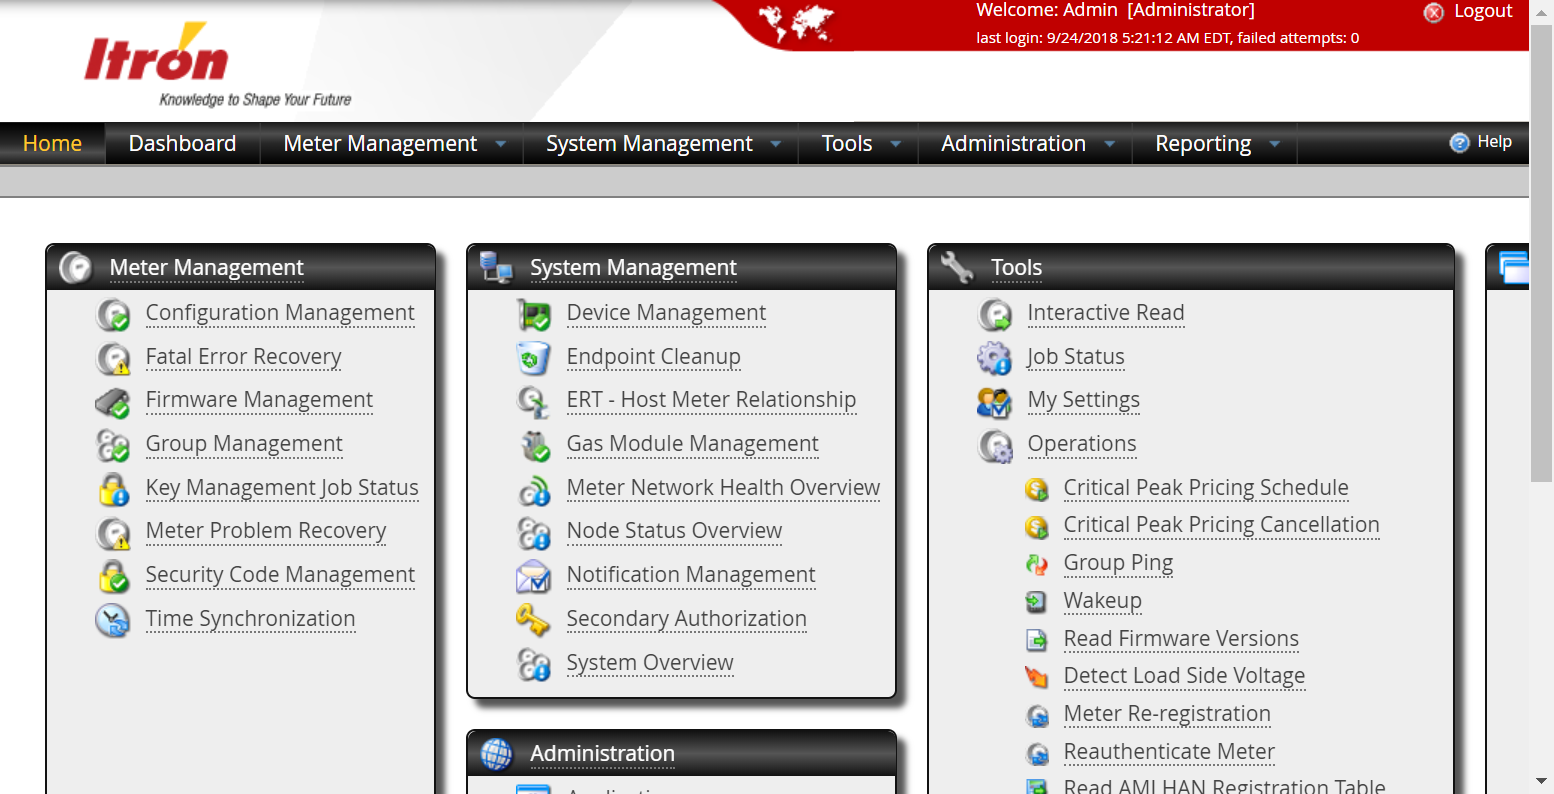 Welcome: Admin [Administrator]
Logout
last login: 9/24/2018 5:21:12 AM EDT, failed attempts: 0
Itron
Knowledge to Shape Your Future
Home
Dashboard
Meter Management
System Management
Tools
Administration
Reporting
Help
Meter Management
Configuration Management
Fatal Error Recovery
Firmware Management
Group Management
Key Management Job Status
Meter Problem Recovery
Security Code Management
Time Synchronization
System Management
Device Management
Endpoint Cleanup
ERT - Host Meter Relationship
Gas Module Management
Meter Network Health Overview
Node Status Overview
Notification Management
Secondary Authorization
System Overview
Administration
Tools
Interactive Read
Job Status
My Settings
Operations
Critical Peak Pricing Schedule
Critical Peak Pricing Cancellation
Group Ping
Wakeup
Read Firmware Versions
Detect Load Side Voltage
Meter Re-registration
Reauthenticate Meter
Read AMI HAN Registration Table